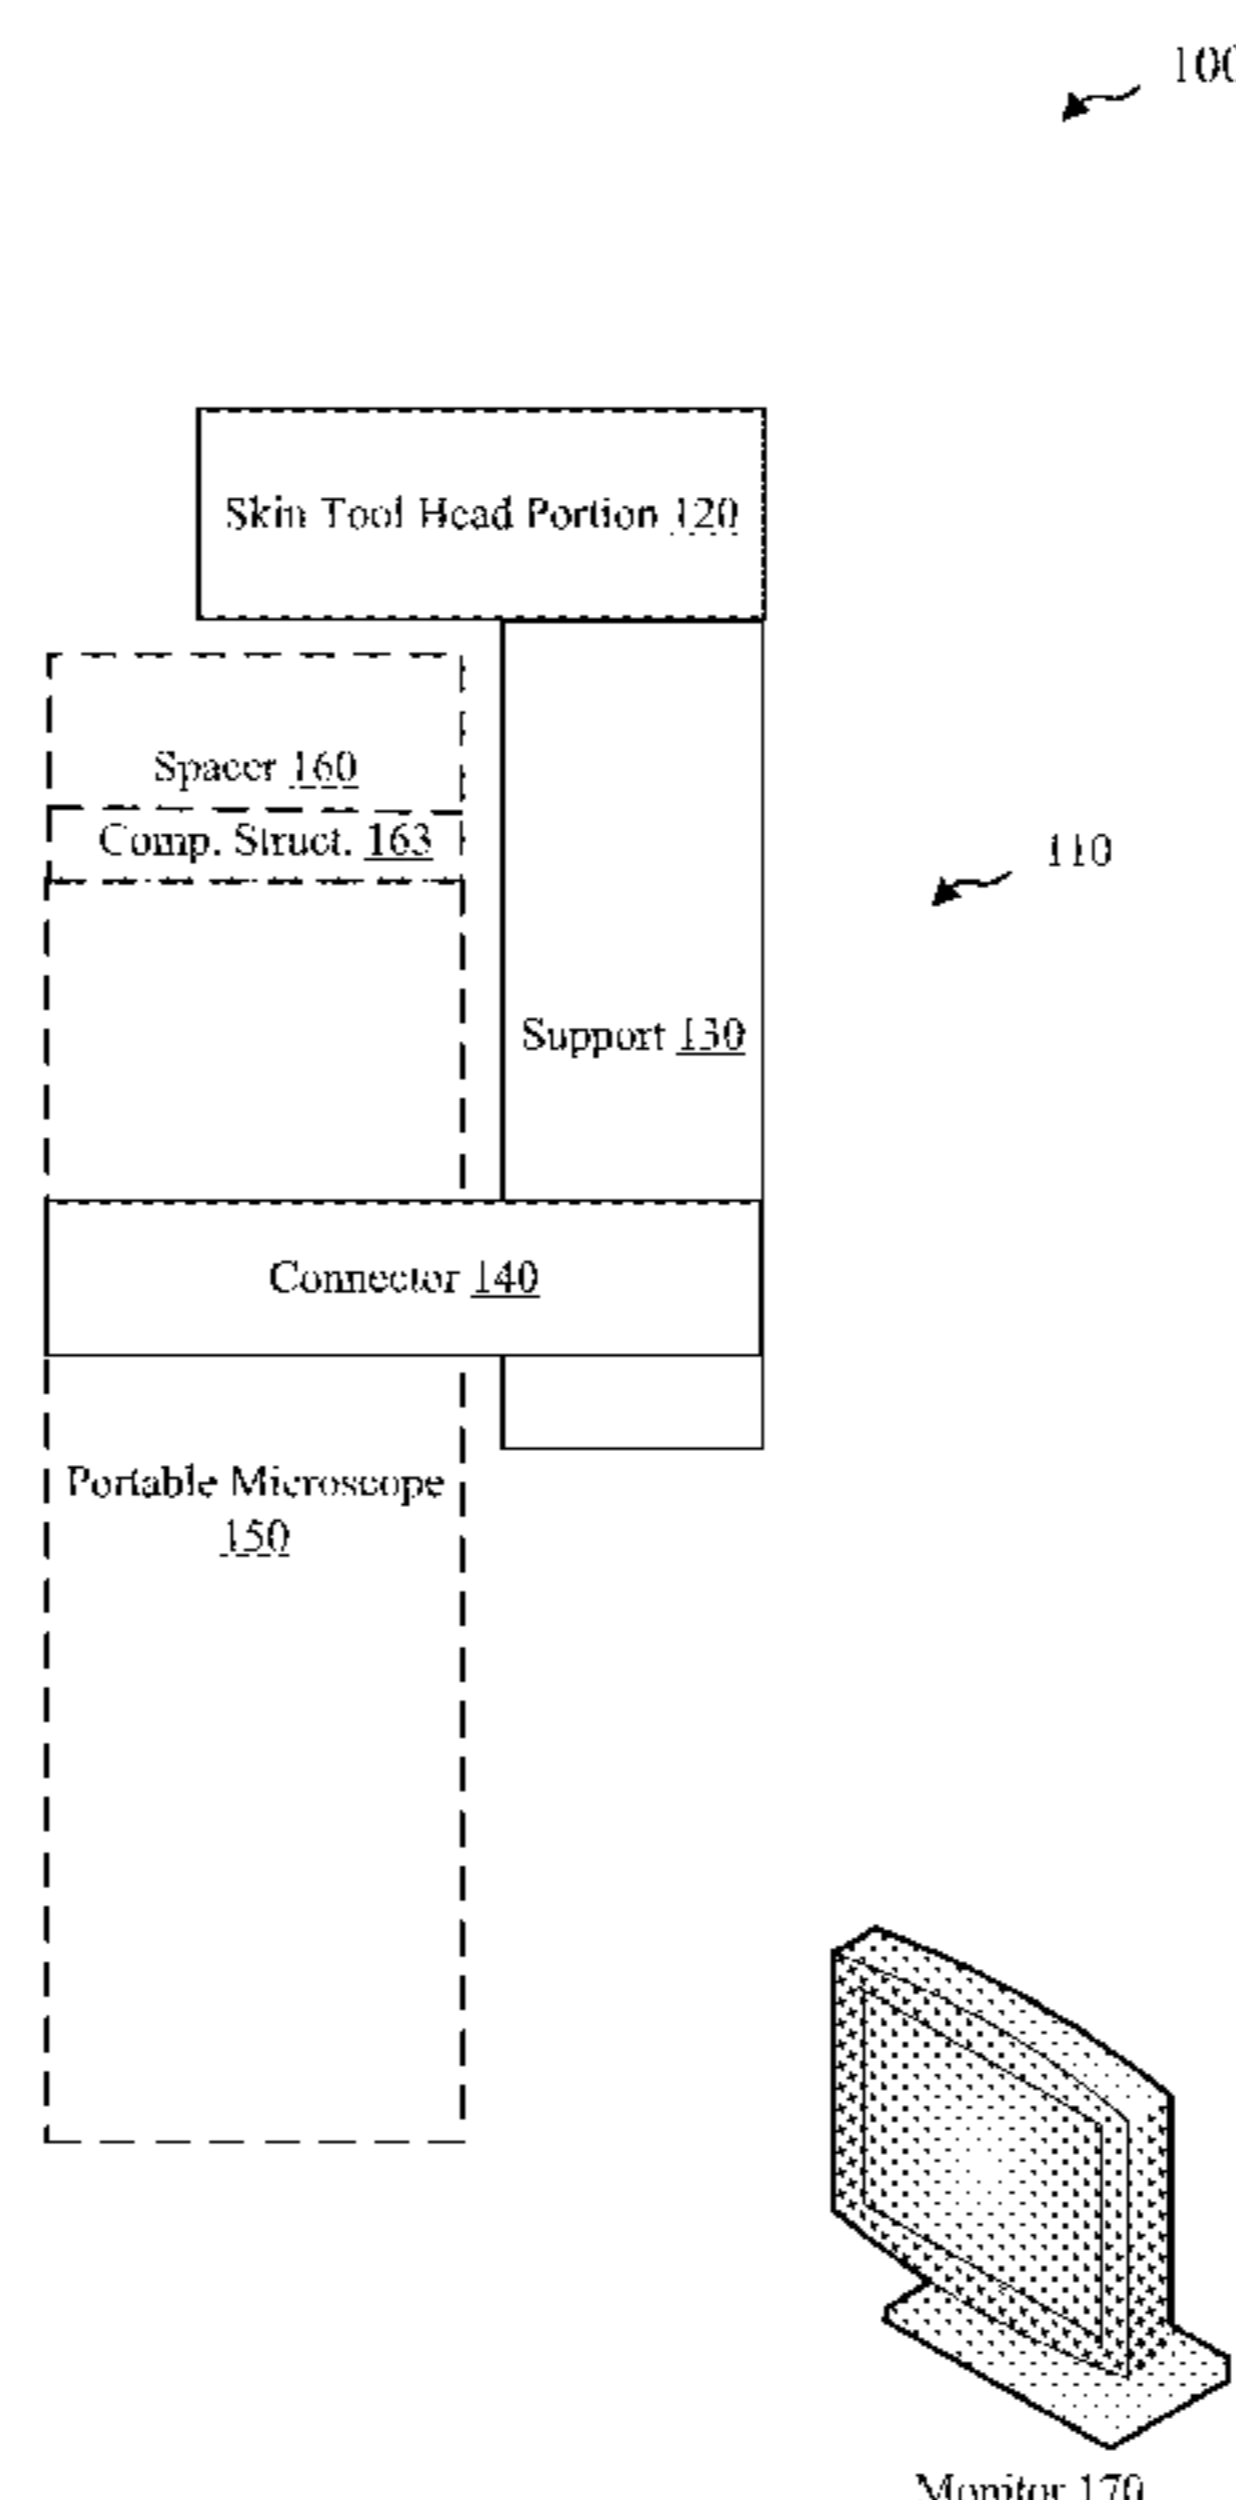 100
Skin Tool Head Portion 120
Spacer 160
Comp. Struct. 163
110
Support 130
Connector 140
Portable Microscope
150
Monitor 170